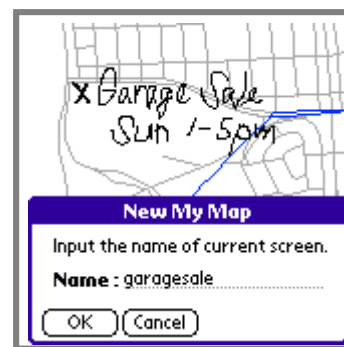 X Garage Sale
Sun 1-5pm
New My Map
Input the name of current screen.
Name : garagesale
OK Cancel